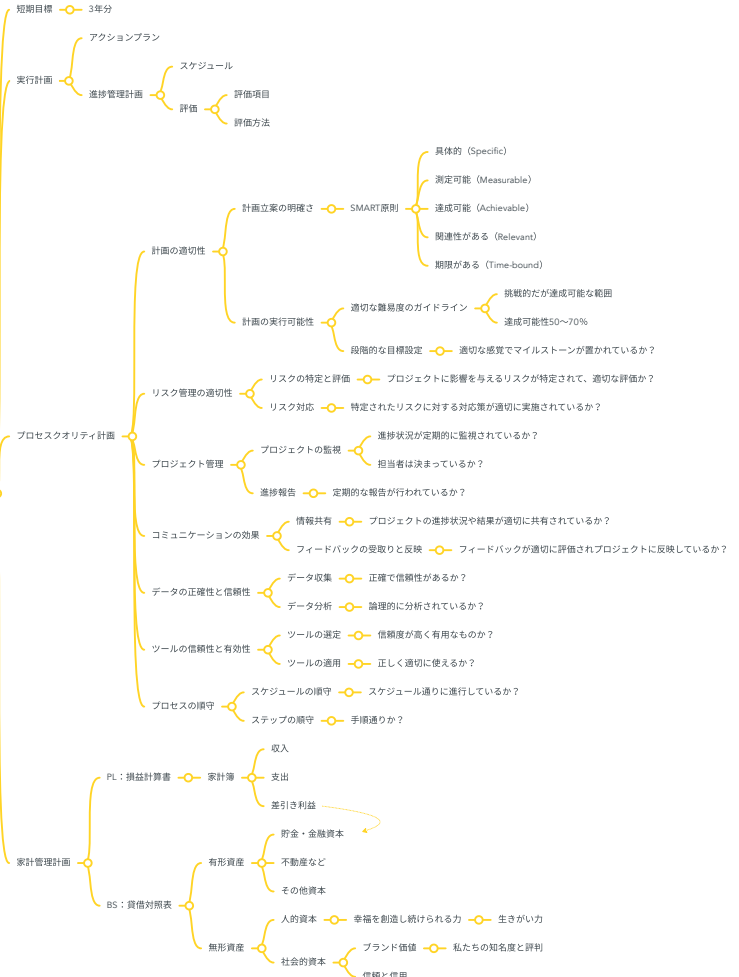 短期目標
3年分
アクションプラン
スケジュール
実行計画
進捗管理計画
評価項目
評価
評価方法
具体的（Specific）
測定可能（Measurable）
計画立案の明確さ
SMART原則
達成可能（Achievable）
関連性がある（Relevant）
計画の適切性
期限がある（Time-bound）
挑戦的だが達成可能な範囲
適切な難易度のガイドライン
計画の実行可能性
達成可能性50〜70%
段階的な目標設定
適切な感覚でマイルストーンが置かれているか？
リスクの特定と評価
プロジェクトに影響を与えるリスクが特定されて、適切な評価か？
リスク管理の適切性
リスク対応
特定されたリスクに対する対応策が適切に実施されているか？
プロセスクオリティ計画
進捗状況が定期的に監視されているか？
プロジェクトの監視
プロジェクト管理
担当者は決まっているか？
進捗報告
定期的な報告が行われているか？
情報共有
プロジェクトの進捗状況や結果が適切に共有されているか？
コミュニケーションの効果
フィードバックの受取りと反映
フィードバックが適切に評価されプロジェクトに反映しているか？
データ収集
正確で信頼性があるか？
データの正確性と信頼性
データ分析
論理的に分析されているか？
ツールの選定
信頼度が高く有用なものか？
ツールの信頼性と有効性
ツールの適用
正しく適切に使えるか？
スケジュールの順守
スケジュール通りに進行しているか？
プロセスの順守
ステップの順守
手順通りか？
収入
PL：損益計算書
家計簿
支出
差引き利益
貯金・金融資本
家計管理計画
有形資産
不動産など
その他資本
BS：貸借対照表
人的資本
幸福を創造し続けられる力
生きがい力
無形資産
ブランド価値
私たちの知名度と評判
社会的資本
信頼と信用